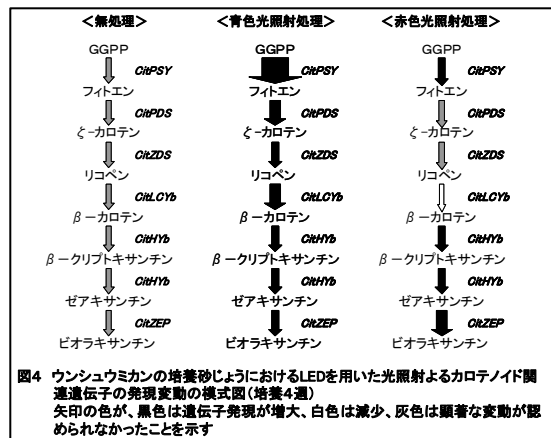 <無処理>
GGPP
CitPSY
フィトエン
CitPDS
ζ-カロテン
CitZDS
リコペン
CitLCYb
β-カロテン
CitHYb
β-クリプトキサンチン
CitHYb
ゼアキサンチン
CitZEP
ビオラキサンチン
<青色光照射処理>
GGPP
CitPSY
フィトエン
CitPDS
ζ-カロテン
CitZDS
リコペン
CitLCYb
β-カロテン
CitHYb
β-クリプトキサンチン
CitHYb
ゼアキサンチン
CitZEP
ビオラキサンチン
<赤色光照射処理>
GGPP
CitPSY
フィトエン
CitPDS
ζ-カロテン
CitZDS
リコペン
CitLCYb
β-カロテン
CitHYb
β-クリプトキサンチン
CitHYb
ゼアキサンチン
CitZEP
ビオラキサンチン
図4 ウンシュウミカンの培養砂じょうにおけるLEDを用いた光照射よるカロテノイド関
連遺伝子の発現変動の模式図(培養4週)
矢印の色が、黒色は遺伝子発現が増大、白色は減少、灰色は顕著な変動が認
められなかったことを示す